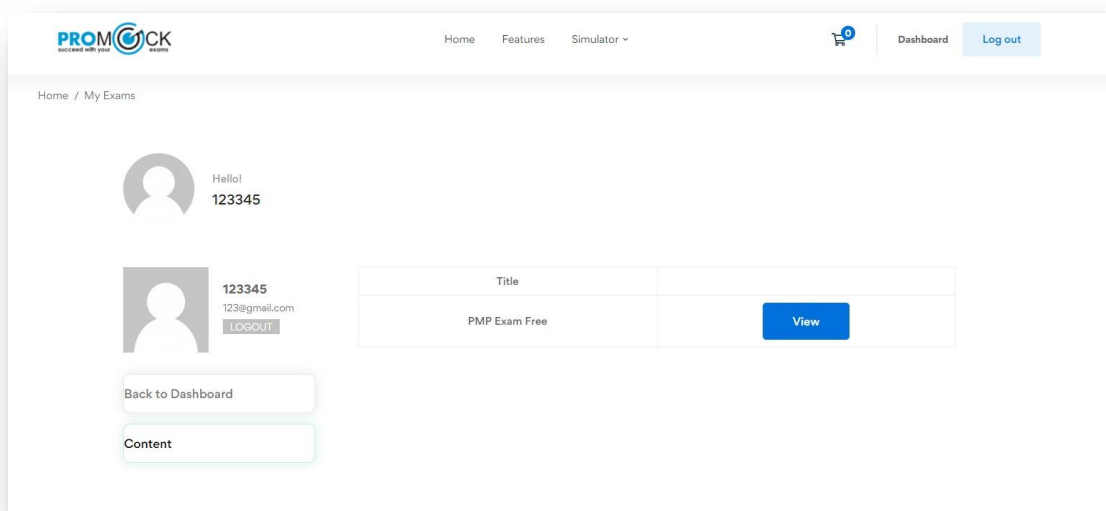 PROMOCK
succeed with your exams
Home Features Simulator
0
Dashboard
Log out
Home / My Exams
Hello!
123345
123345
123@gmail.com
LOGOUT
Title
PMP Exam Free
View
Back to Dashboard
Content